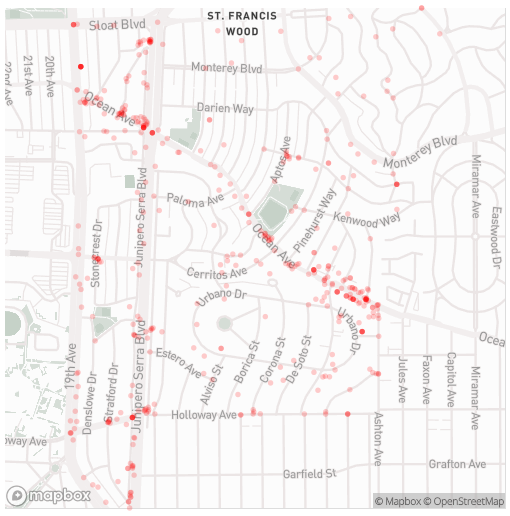 ST. FRANCIS
WOOD
Sloat Blvd
22nd Ave
21st Ave
20th Ave
Monterey Blvd
Ocean Ave
Darien Way
Monterey Blvd
Aptos Ave
Miramar Ave
Junipero Serra Blvd
Paloma Ave
Pinehurst Way
Kenwood Way
Eastwood Dr
Stonecrest Dr
Ocean Ave
Cerritos Ave
Urbano Dr
Urbano Dr
Ocea
19th Ave
Junipero Serra Blvd
Estero Ave
Alviso St
Borica St
Corona St
De Soto St
Jules Ave
Faxon Ave
Capitol Ave
Miramar Ave
Denslowe Dr
Stratford Dr
Holloway Ave
Ashton Ave
loway Ave
Garfield St
Grafton Ave
mapbox
© Mapbox © OpenStreetMap